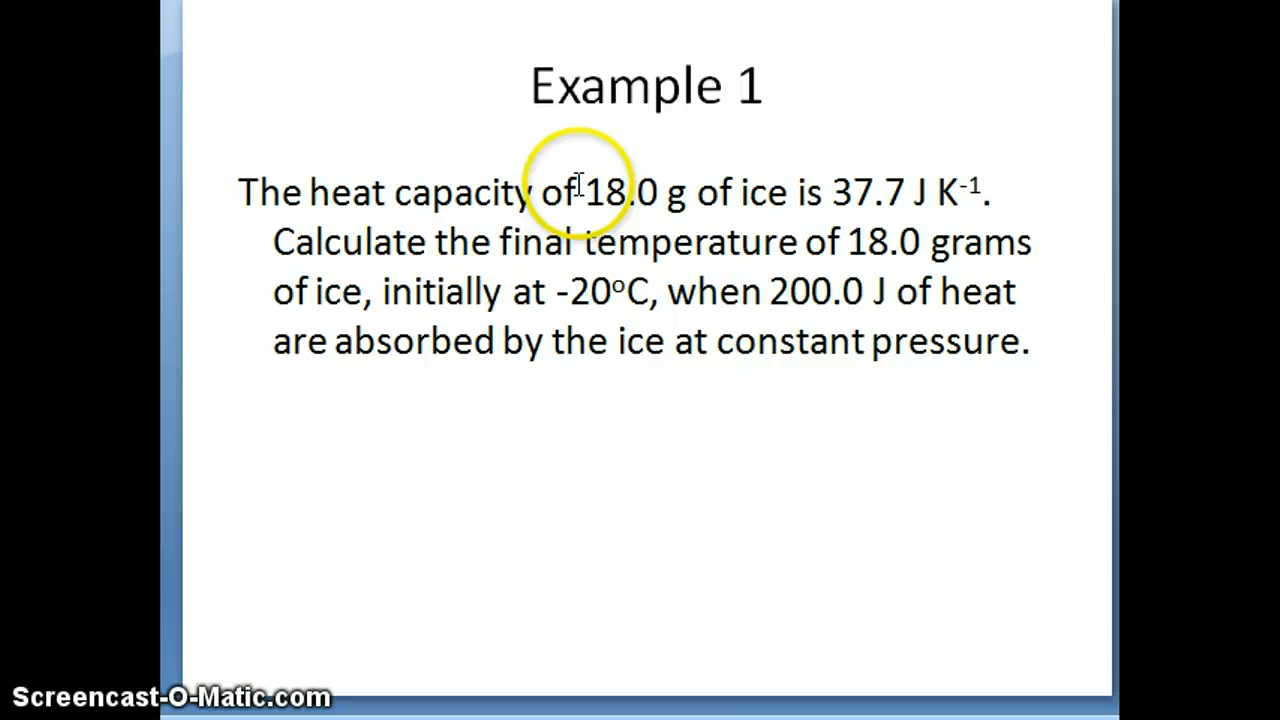 Example 1
The heat capacity of 18.0 g of ice is 37.7 J K⁻¹.
Calculate the final temperature of 18.0 grams
of ice, initially at -20ᵒC, when 200.0 J of heat
are absorbed by the ice at constant pressure.
Screencast-O-Matic.com